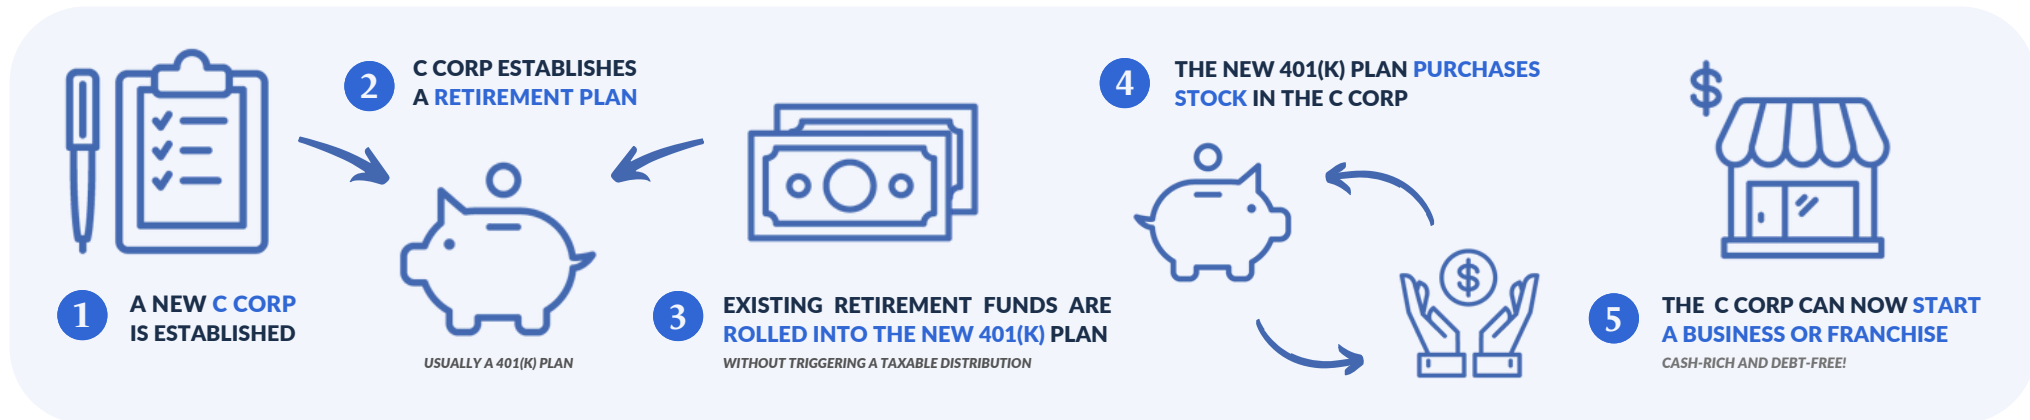 1
A NEW C CORP
IS ESTABLISHED
2
C CORP ESTABLISHES
A RETIREMENT PLAN
USUALLY A 401(K) PLAN
3
EXISTING RETIREMENT FUNDS ARE
ROLLED INTO THE NEW 401(K) PLAN
WITHOUT TRIGGERING A TAXABLE DISTRIBUTION
4
THE NEW 401(K) PLAN PURCHASES
STOCK IN THE C CORP
$
$
5
THE C CORP CAN NOW START
A BUSINESS OR FRANCHISE
CASH-RICH AND DEBT-FREE!